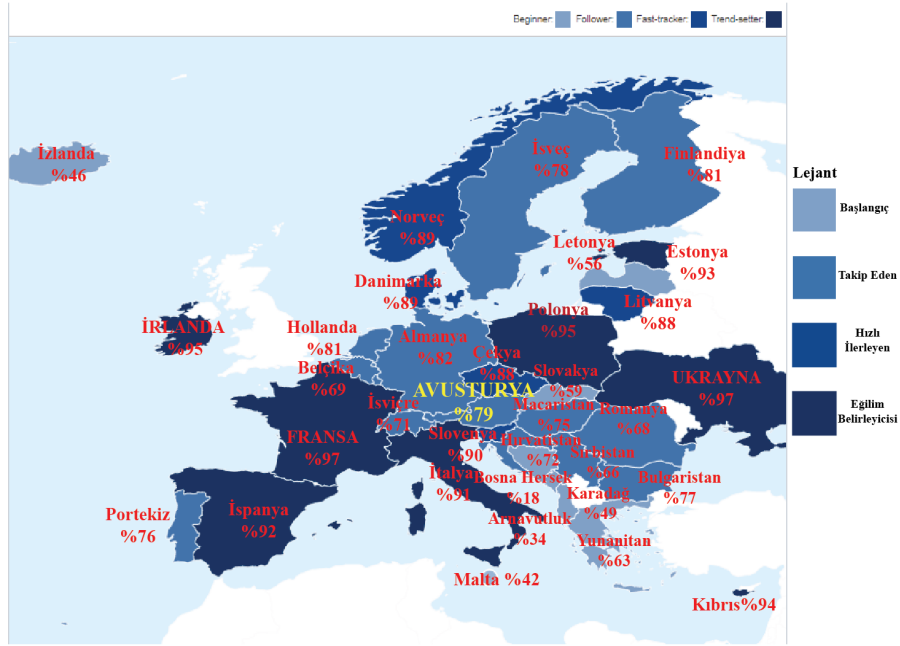 Beginner: Follower: Fast-tracker: Trend-setter:
İzlanda
%46
İsveç
%78
Finlandiya
%81
Norveç
%89
Letonya
%56
Estonya
%93
Danimarka
%89
Litvanya
%88
Polonya
%95
İRLANDA
%95
Hollanda
%81
Almanya
%82
Çekya
%88
Belçika
%69
Slovakya
%59
UKRAYNA
%97
AVUSTURYA
%79
İsviçre
%71
Macaristan
%75
Romanya
%68
FRANSA
%97
Slovenya
%90
Hırvatistan
%72
Sırbistan
%66
İtalya
%91
Bosna Hersek
%18
Bulgaristan
%77
Karadağ
%49
Portekiz
%76
İspanya
%92
Arnavutluk
%34
Yunanitan
%63
Malta %42
Kıbrıs%94
Lejant
Başlangıç
Takip Eden
Hızlı
İlerleyen
Eğilim
Belirleyicisi